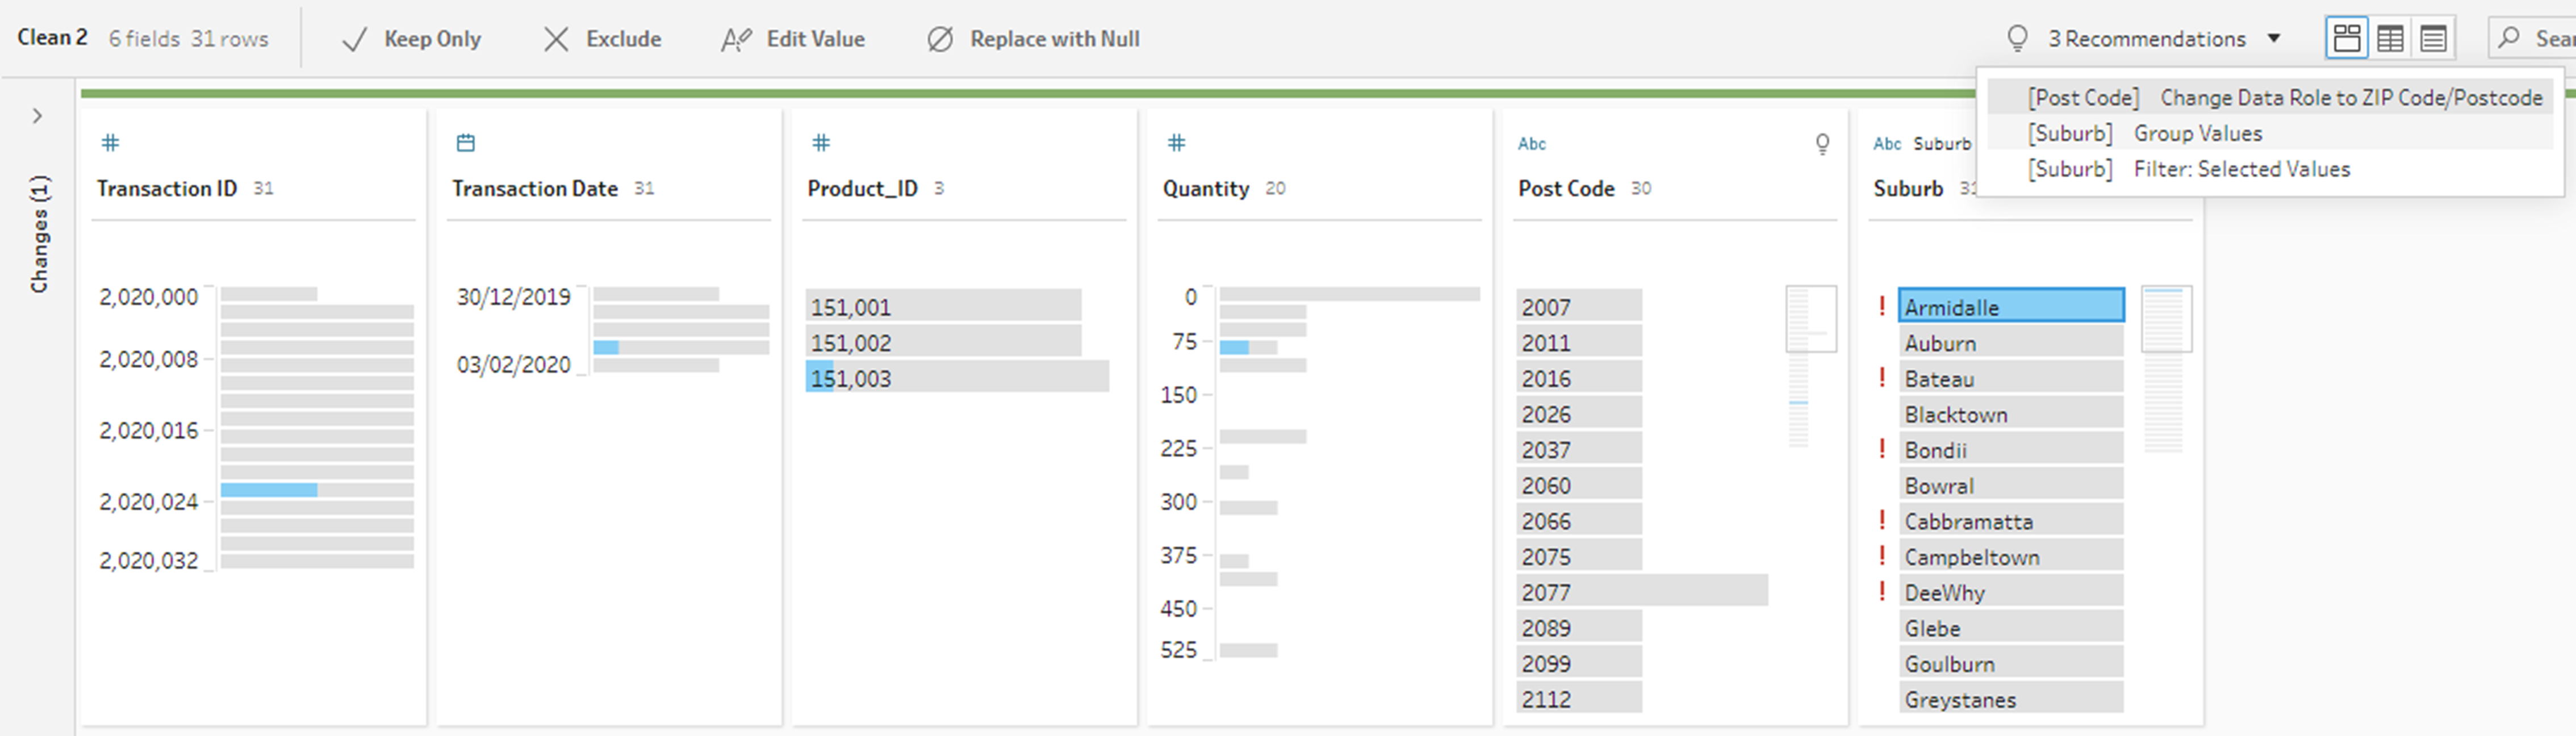 Clean 2 6 fields 31 rows Keep Only Exclude Edit Value Replace with Null 3 Recommendations
[Post Code] Change Data Role to ZIP Code/Postcode
[Suburb] Group Values
[Suburb] Filter: Selected Values
Changes (1)
#
Transaction ID 31
2,020,000
2,020,008
2,020,016
2,020,024
2,020,032
Transaction Date 31
30/12/2019
03/02/2020
#
Product_ID 3
151,001
151,002
151,003
#
Quantity 20
0
75
150
225
300
375
450
525
Abc
Post Code 30
2007
2011
2016
2026
2037
2060
2066
2075
2077
2089
2099
2112
Abc Suburb
Suburb
! Armidalle
Auburn
! Bateau
Blacktown
! Bondii
Bowral
! Cabbramatta
! Campbeltown
! DeeWhy
Glebe
Goulburn
Greystanes